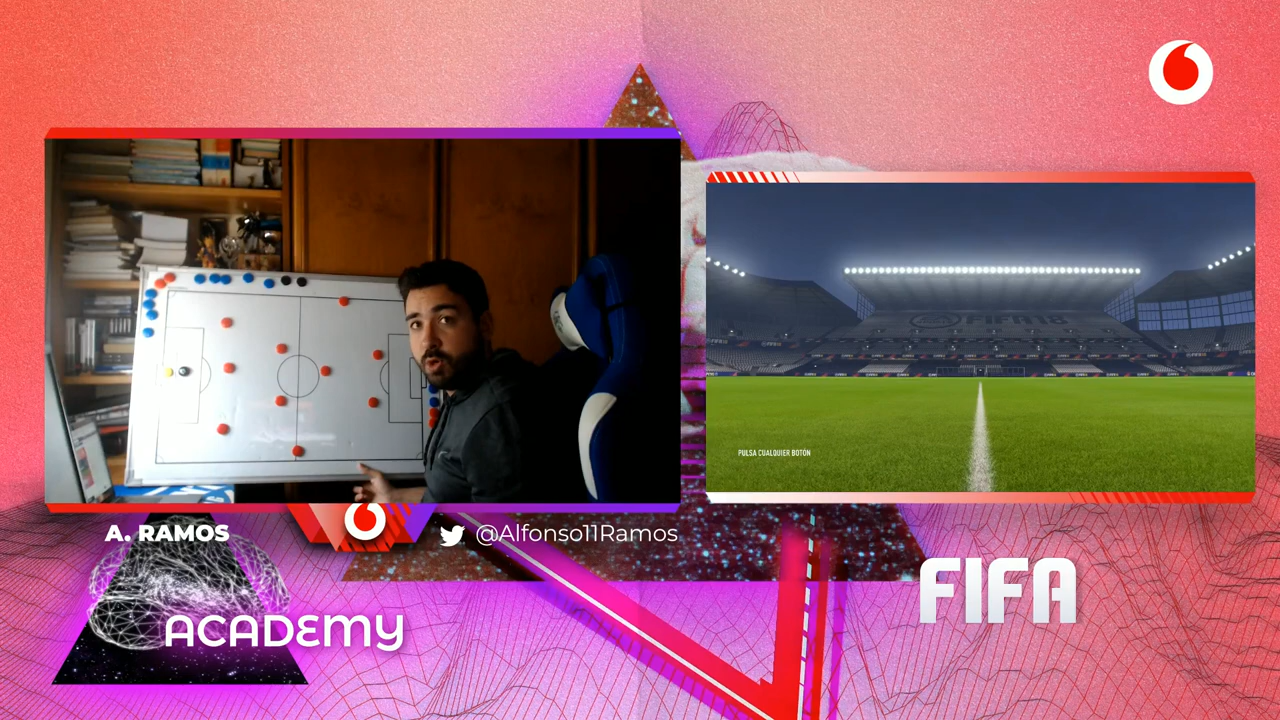 FIFA 18
PULSA CUALQUIER BOTÓN
A. RAMOS
@Alfonso11Ramos
ACADEMY
FIFA